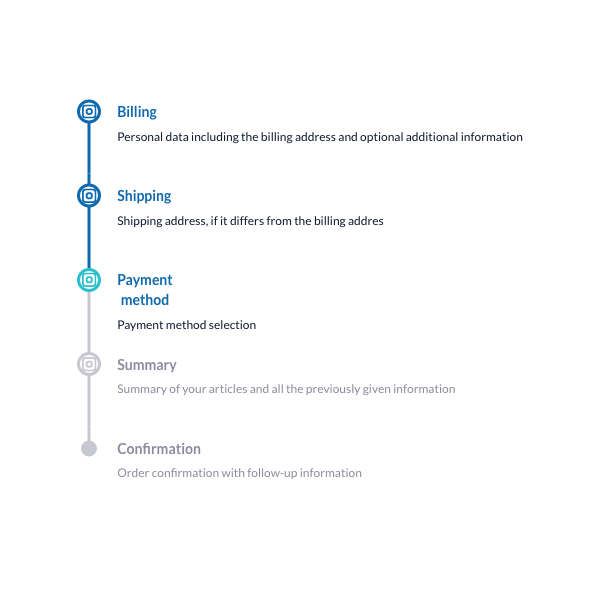 Billing
Personal data including the billing address and optional additional information
Shipping
Shipping address, if it differs from the billing addres
Payment
method
Payment method selection
Summary
Summary of your articles and all the previously given information
Confirmation
Order confirmation with follow-up information